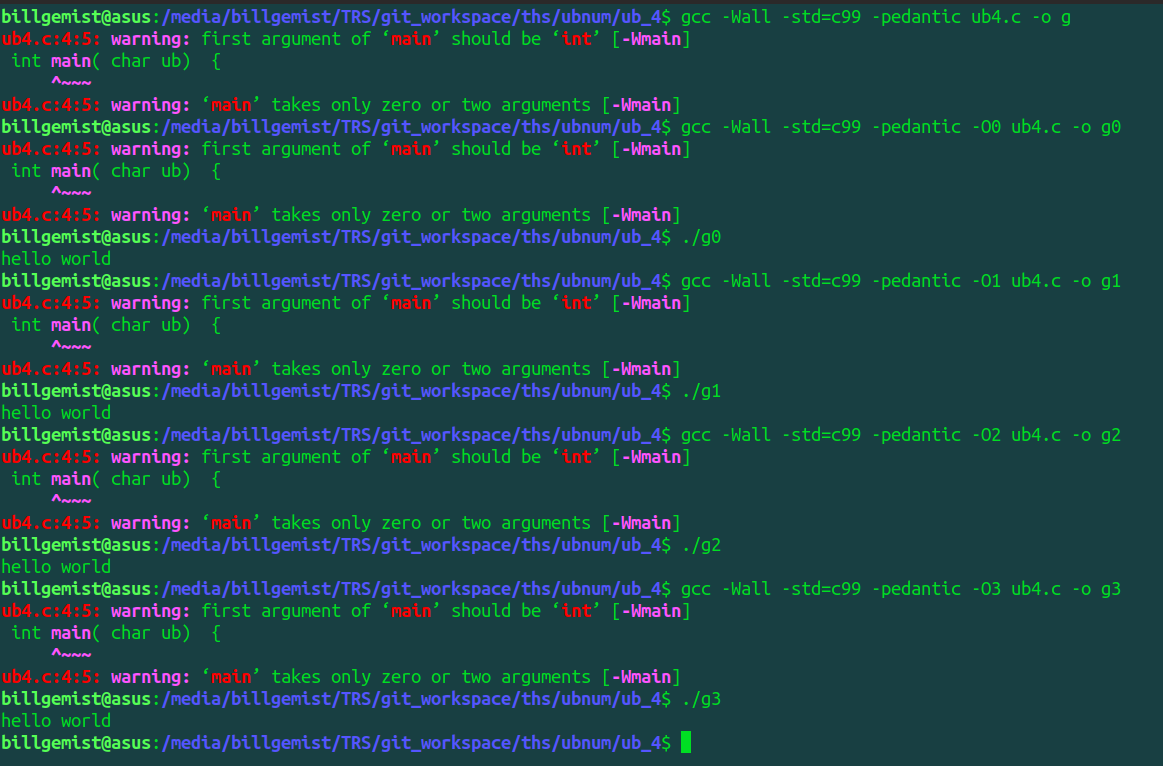 billgemist@asus:/media/billgemist/TRS/git_workspace/ths/ubnum/ub_4$ gcc -Wall -std=c99 -pedantic ub4.c -o g
ub4.c:4:5: warning: first argument of ‘main’ should be ‘int’ [-Wmain]
 int main( char ub)  {
     ^~~~
ub4.c:4:5: warning: ‘main’ takes only zero or two arguments [-Wmain]
billgemist@asus:/media/billgemist/TRS/git_workspace/ths/ubnum/ub_4$ gcc -Wall -std=c99 -pedantic -O0 ub4.c -o g0
ub4.c:4:5: warning: first argument of ‘main’ should be ‘int’ [-Wmain]
 int main( char ub)  {
     ^~~~
ub4.c:4:5: warning: ‘main’ takes only zero or two arguments [-Wmain]
billgemist@asus:/media/billgemist/TRS/git_workspace/ths/ubnum/ub_4$ ./g0
hello world
billgemist@asus:/media/billgemist/TRS/git_workspace/ths/ubnum/ub_4$ gcc -Wall -std=c99 -pedantic -O1 ub4.c -o g1
ub4.c:4:5: warning: first argument of ‘main’ should be ‘int’ [-Wmain]
 int main( char ub)  {
     ^~~~
ub4.c:4:5: warning: ‘main’ takes only zero or two arguments [-Wmain]
billgemist@asus:/media/billgemist/TRS/git_workspace/ths/ubnum/ub_4$ ./g1
hello world
billgemist@asus:/media/billgemist/TRS/git_workspace/ths/ubnum/ub_4$ gcc -Wall -std=c99 -pedantic -O2 ub4.c -o g2
ub4.c:4:5: warning: first argument of ‘main’ should be ‘int’ [-Wmain]
 int main( char ub)  {
     ^~~~
ub4.c:4:5: warning: ‘main’ takes only zero or two arguments [-Wmain]
billgemist@asus:/media/billgemist/TRS/git_workspace/ths/ubnum/ub_4$ ./g2
hello world
billgemist@asus:/media/billgemist/TRS/git_workspace/ths/ubnum/ub_4$ gcc -Wall -std=c99 -pedantic -O3 ub4.c -o g3
ub4.c:4:5: warning: first argument of ‘main’ should be ‘int’ [-Wmain]
 int main( char ub)  {
     ^~~~
ub4.c:4:5: warning: ‘main’ takes only zero or two arguments [-Wmain]
billgemist@asus:/media/billgemist/TRS/git_workspace/ths/ubnum/ub_4$ ./g3
hello world
billgemist@asus:/media/billgemist/TRS/git_workspace/ths/ubnum/ub_4$